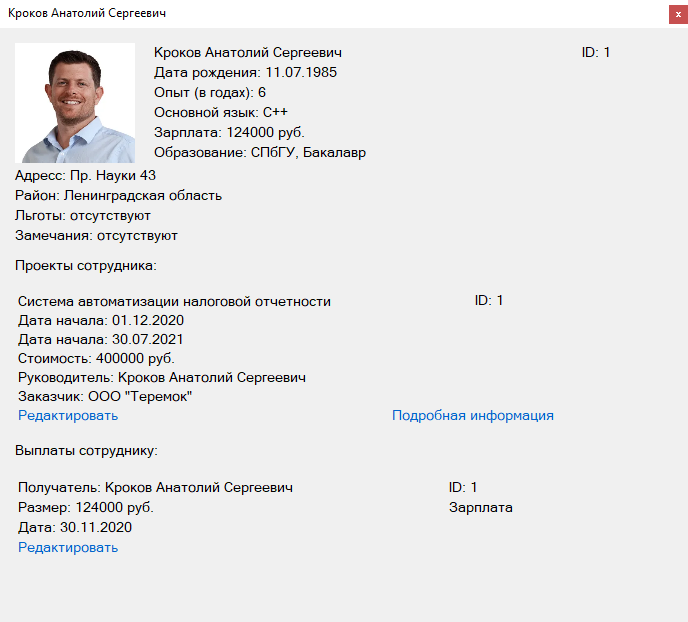 Кроков Анатолий Сергеевич
x
Кроков Анатолий Сергеевич ID: 1
Дата рождения: 11.07.1985
Опыт (в годах): 6
Основной язык: C++
Зарплата: 124000 руб.
Образование: СПбГУ, Бакалавр
Адресс: Пр. Науки 43
Район: Ленинградская область
Льготы: отсутствуют
Замечания: отсутствуют
Проекты сотрудника:
Система автоматизации налоговой отчетности ID: 1
Дата начала: 01.12.2020
Дата начала: 30.07.2021
Стоимость: 400000 руб.
Руководитель: Кроков Анатолий Сергеевич
Заказчик: ООО "Теремок"
Редактировать Подробная информация
Выплаты сотруднику:
Получатель: Кроков Анатолий Сергеевич ID: 1
Размер: 124000 руб. Зарплата
Дата: 30.11.2020
Редактировать